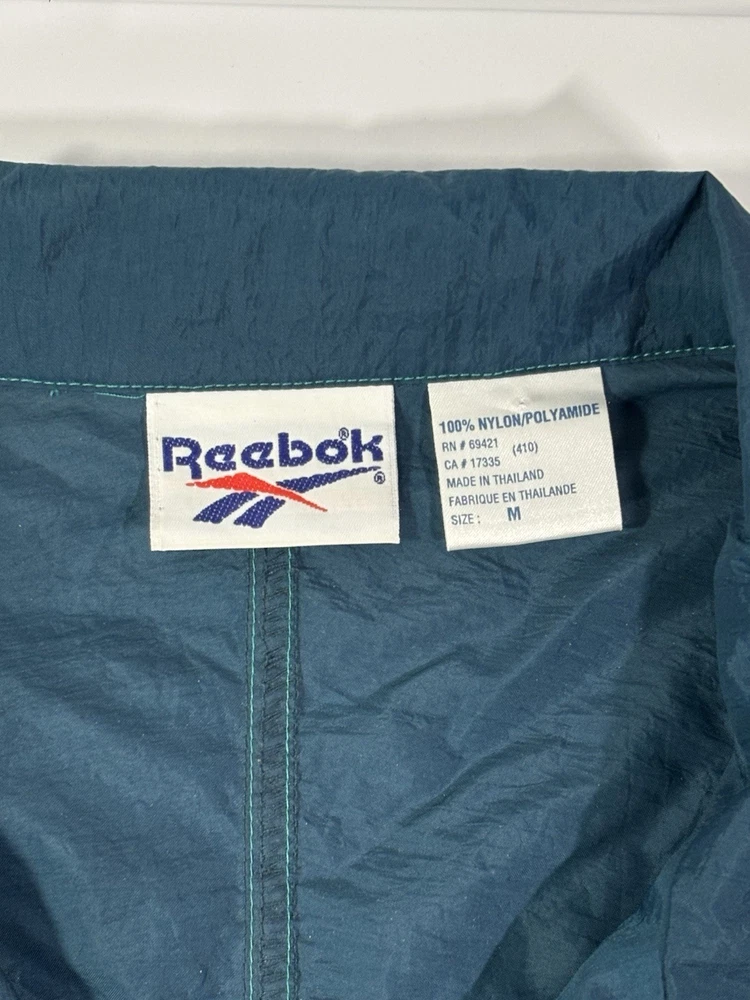 Reebok®
®
100% NYLON/POLYAMIDE
RN # 69421 (410)
CA # 17335
MADE IN THAILAND
FABRIQUE EN THAILANDE
SIZE : M